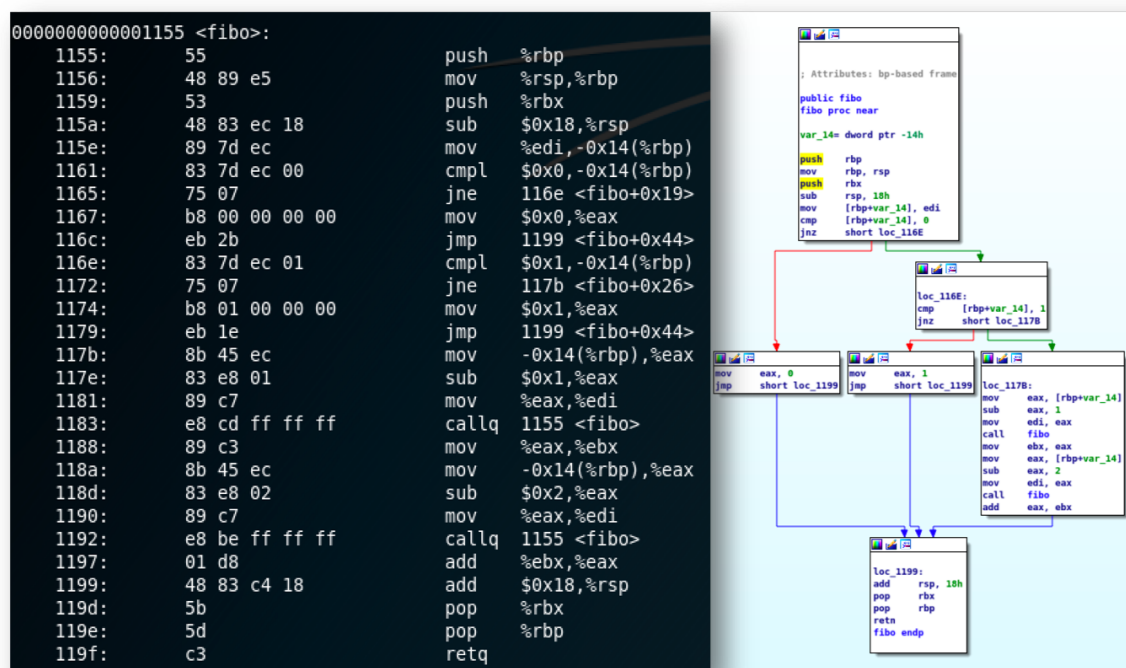 0000000000001155 <fibo>:
1155: 55 push %rbp
1156: 48 89 e5 mov %rsp,%rbp
1159: 53 push %rbx
115a: 48 83 ec 18 sub $0x18,%rsp
115e: 89 7d ec mov %edi,-0x14(%rbp)
1161: 83 7d ec 00 cmpl $0x0,-0x14(%rbp)
1165: 75 07 jne 116e <fibo+0x19>
1167: b8 00 00 00 00 mov $0x0,%eax
116c: eb 2b jmp 1199 <fibo+0x44>
116e: 83 7d ec 01 cmpl $0x1,-0x14(%rbp)
1172: 75 07 jne 117b <fibo+0x26>
1174: b8 01 00 00 00 mov $0x1,%eax
1179: eb 1e jmp 1199 <fibo+0x44>
117b: 8b 45 ec mov -0x14(%rbp),%eax
117e: 83 e8 01 sub $0x1,%eax
1181: 89 c7 mov %eax,%edi
1183: e8 cd ff ff ff callq 1155 <fibo>
1188: 89 c3 mov %eax,%ebx
118a: 8b 45 ec mov -0x14(%rbp),%eax
118d: 83 e8 02 sub $0x2,%eax
1190: 89 c7 mov %eax,%edi
1192: e8 be ff ff ff callq 1155 <fibo>
1197: 01 d8 add %ebx,%eax
1199: 48 83 c4 18 add $0x18,%rsp
119d: 5b pop %rbx
119e: 5d pop %rbp
119f: c3 retq
; Attributes: bp-based frame
public fibo
fibo proc near
var_14= dword ptr -14h
push rbp
mov rbp, rsp
push rbx
sub rsp, 18h
mov [rbp+var_14], edi
cmp [rbp+var_14], 0
jnz short loc_116E
loc_116E:
cmp [rbp+var_14], 1
jnz short loc_117B
mov eax, 0
jmp short loc_1199
mov eax, 1
jmp short loc_1199
loc_117B:
mov eax, [rbp+var_14]
sub eax, 1
mov edi, eax
call fibo
mov ebx, eax
mov eax, [rbp+var_14]
sub eax, 2
mov edi, eax
call fibo
add eax, ebx
loc_1199:
add rsp, 18h
pop rbx
pop rbp
retn
fibo endp